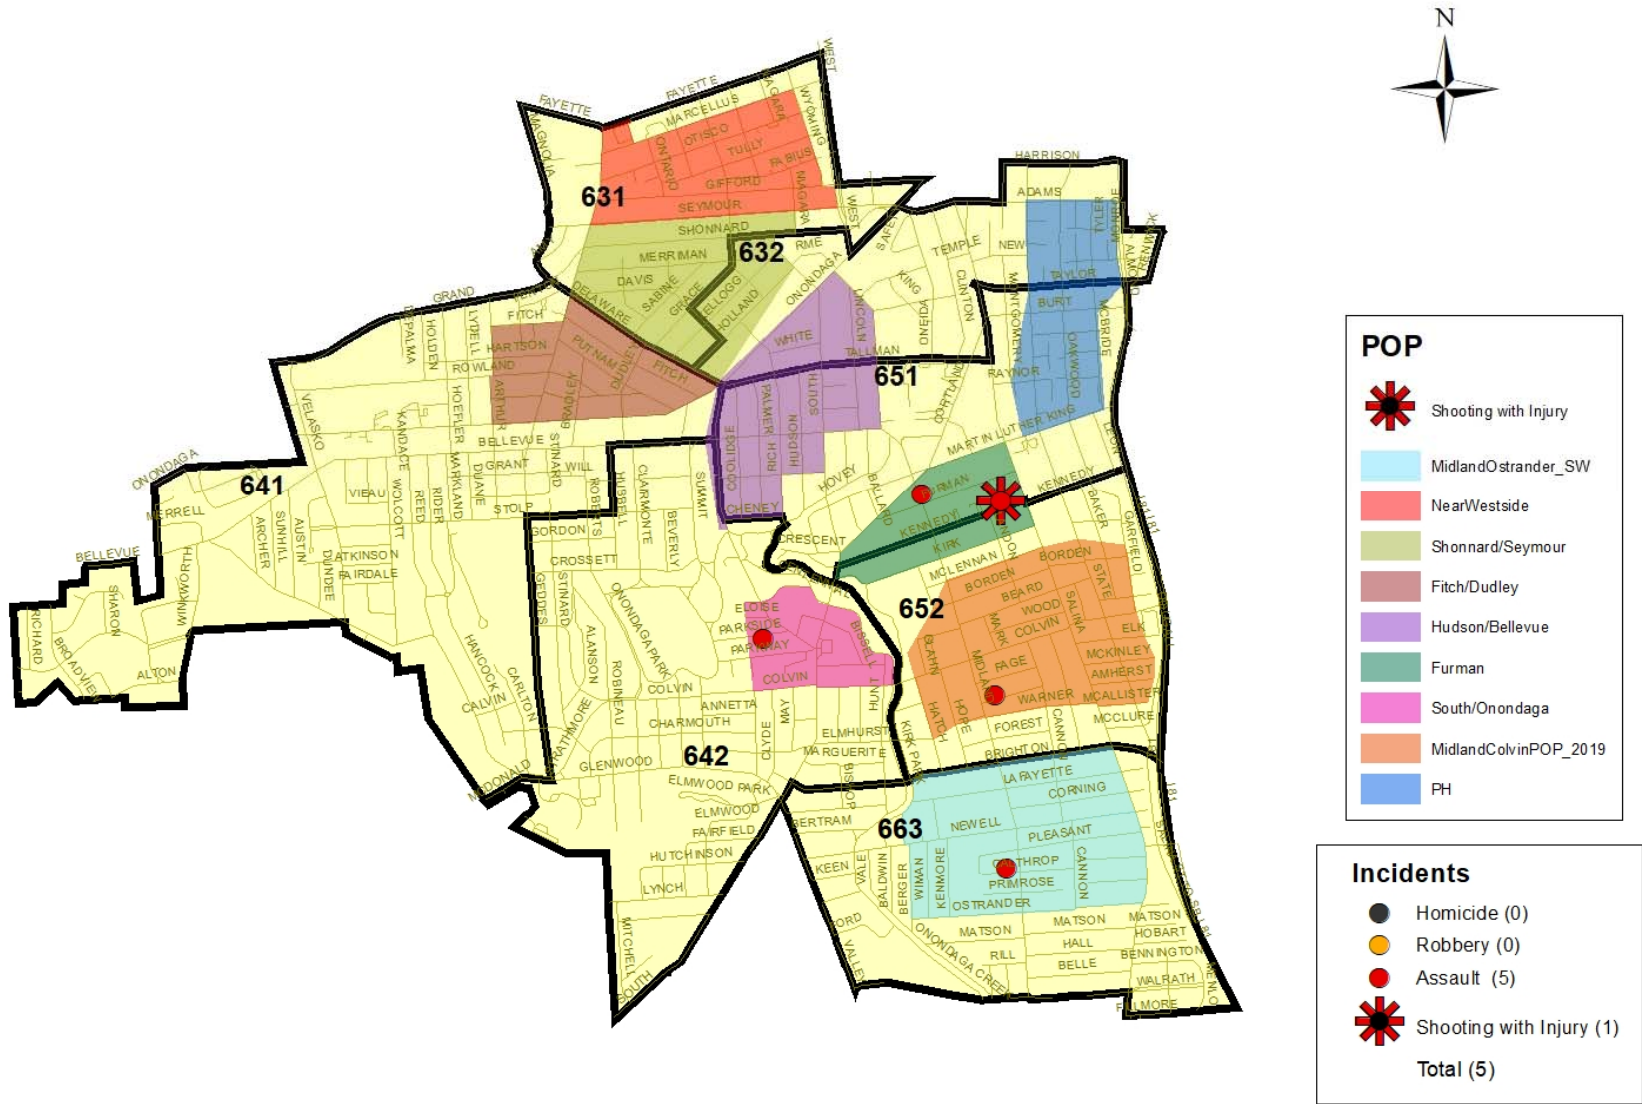 N
WEST
FAYETTE
FAYETTE
MARCELLUS
WYOMING
MAGNOLIA
OTISCO
ONTARIO
TULLY
FABIUS
HARRISON
GIFFORD
NIAGARA
ADAMS
631
SEYMOUR
WEST
TYLER
MONROE
SHONNARD
RENWICK
632
TEMPLE
NEW
MERRIMAN
ONONDAGA
DAVIS
SABINE
GRACE
KING
CLINTON
TAYLOR
GRAND
DELAWARE
HOLLAND
LINCOLN
ONEIDA
MONTGOMERY
BURT
MCBRIDE
FITCH
DEPALMA
HOLDEN
LYDELL
HARTSON
PUTNAM
DUDLEY
WHITE
TALLMAN
OAKWOOD
ROWLAND
FITCH
651
RAYNOR
ARTHUR
BRADLEY
PALMER
SOUTH
CORTLAND
VELASKO
KANDACE
HOEFLER
MARTIN LUTHER KING
BELLEVUE
STINARD
COOLIDGE
RICH
HUDSON
ONONDAGA
GRANT
WILL
MARKLAND
DUANE
CLAIRMONTE
SUMMIT
HOVEY
BALLARD
FURMAN
KENNEDY
641
VIEAU
WOLCOTT
REED
RIDER
STOLP
ROBERTS
HUBBELL
BEVERLY
CHENEY
BAKER
GARFIELD
I 81
MERRELL
ARCHER
SUNHILL
AUSTIN
GORDON
CRESCENT
KENNEDY
KIRK
BELLEVUE
WINKWORTH
DUNDEE
ATKINSON
FAIRDALE
CROSSETT
MCLENNAN
BORDEN
SHARON
GEDDES
STINARD
ONONDAGA PARK
ELOISE
652
BORDEN
BEARD
WOOD
SALINA
STATE
RICHARD
BROADVIEW
ALANSON
PARKSIDE
PARKWAY
BISSELL
GLAHN
MARK
COLVIN
ELK
MCKINLEY
HANCOCK
ROBINEAU
MIDLAND
PAGE
AMHERST
ALTON
CARLTON
COLVIN
COLVIN
HUNT
WARNER
MCALLISTER
CALVIN
STRATHMORE
ANNETTA
MAY
HATCH
HOPE
CANNON
MCCLURE
CHARMOUTH
CLYDE
ELMHURST
KIRK PARK
FOREST
642
MARGUERITE
BRIGHTON
MCDONALD
GLENWOOD
BISHOP
LAFAYETTE
ELMWOOD PARK
CORNING
ELMWOOD
BERTRAM
663
NEWELL
PLEASANT
FAIRFIELD
HUTCHINSON
KEEN
VALE
BALDWIN
BERGER
WIMAN
KENMORE
CALTHROP
CANNON
PRIMROSE
LYNCH
OSTRANDER
MITCHELL
MATSON
MATSON
MATSON
HOBART
VALLEY
ONONDAGA CREEK
HALL
RILL
BELLE
BENNINGTON
SOUTH
WALRATH
MENLO
FILLMORE
POP
Shooting with Injury
MidlandOstrander_SW
NearWestside
Shonnard/Seymour
Fitch/Dudley
Hudson/Bellevue
Furman
South/Onondaga
MidlandColvinPOP_2019
PH
Incidents
Homicide (0)
Robbery (0)
Assault (5)
Shooting with Injury (1)
Total (5)